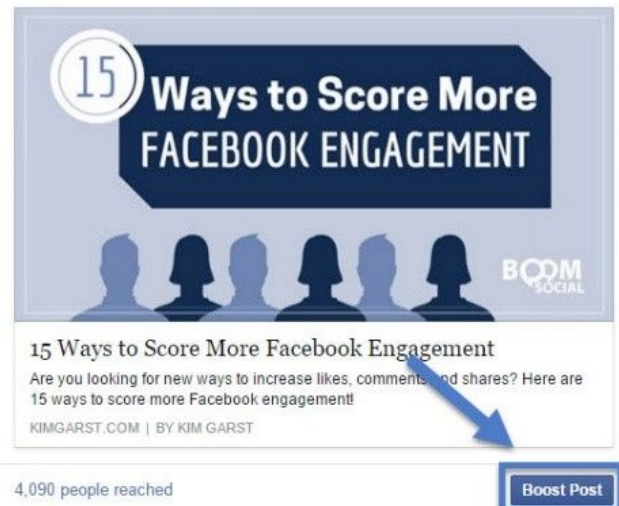 15 Ways to Score More
FACEBOOK ENGAGEMENT
BOOM
SOCIAL
15 Ways to Score More Facebook Engagement
Are you looking for new ways to increase likes, comments and shares? Here are
15 ways to score more Facebook engagement!
KIMGARST.COM | BY KIM GARST
4,090 people reached
Boost Post